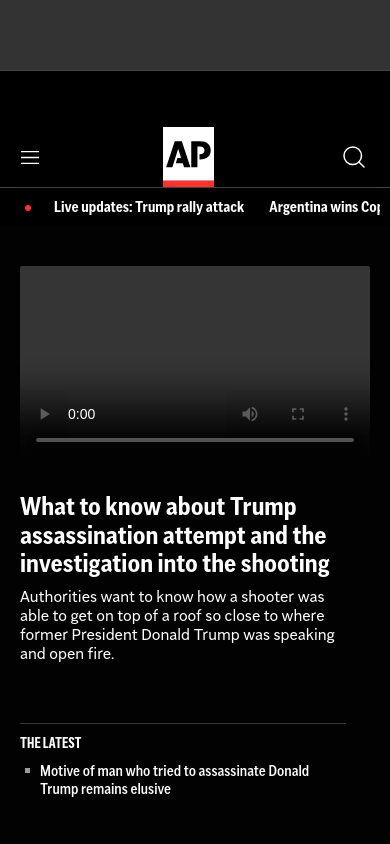 AP
Live updates: Trump rally attack Argentina wins Cop
0:00
What to know about Trump
assassination attempt and the
investigation into the shooting
Authorities want to know how a shooter was
able to get on top of a roof so close to where
former President Donald Trump was speaking
and open fire.
THE LATEST
Motive of man who tried to assassinate Donald
Trump remains elusive